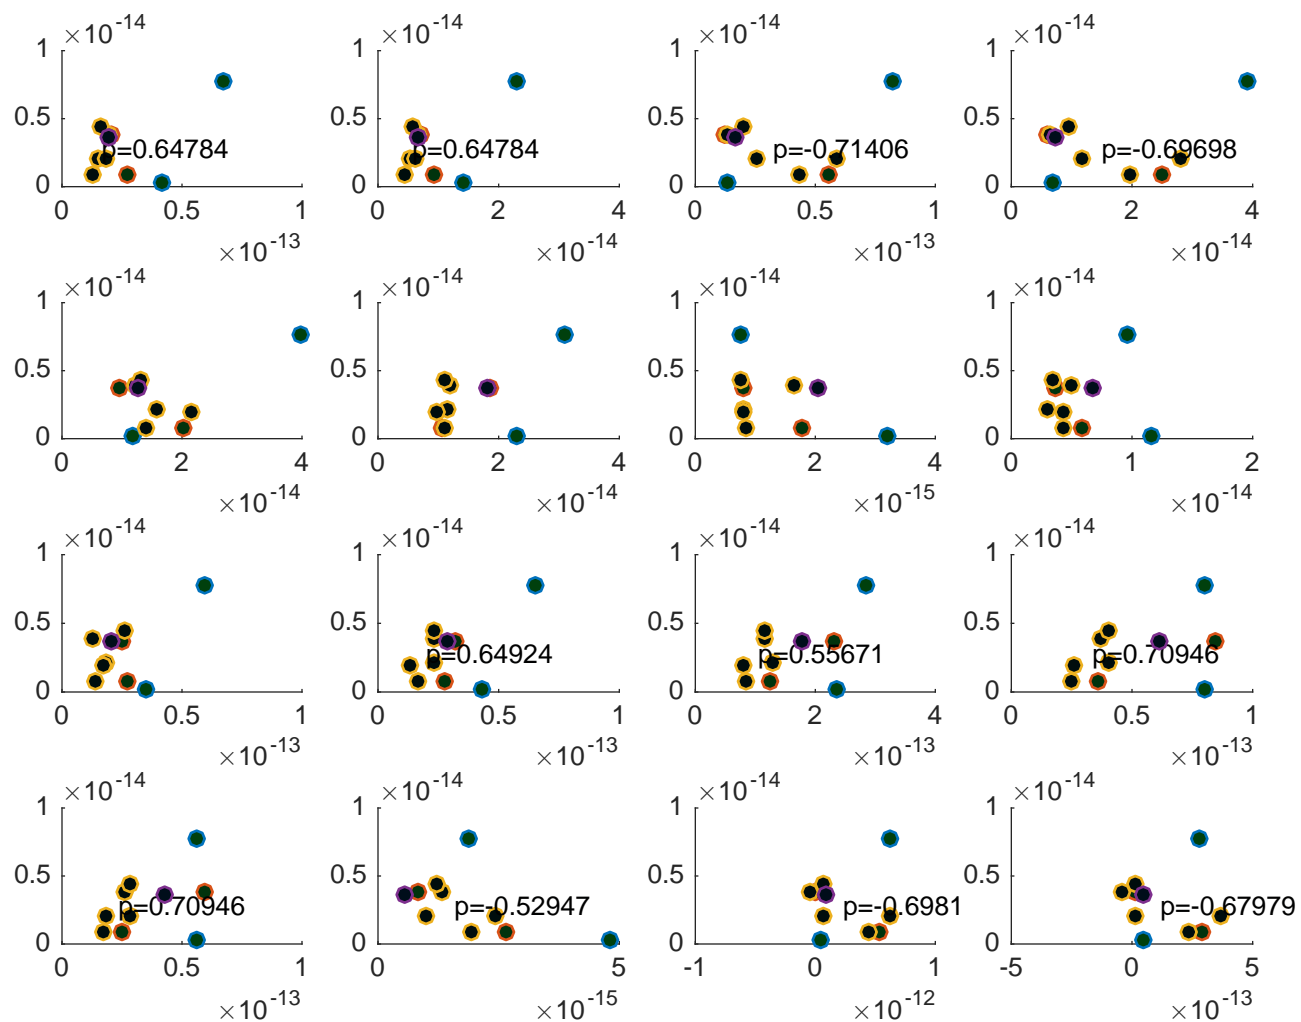 ×10-14 ×10-14 ×10-14 ×10-14
1 1 1 1
0.5 0.5 0.5 0.5
p=0.64784 p=0.64784 p=-0.71406 p=-0.69698
0 0 0 0
0 0.5 1 0 2 4 0 0.5 1 0 2 4
×10-13 ×10-14 ×10-13 ×10-14
×10-14 ×10-14 ×10-14 ×10-14
1 1 1 1
0.5 0.5 0.5 0.5
0 0 0 0
0 2 4 0 2 4 0 2 4 0 1 2
×10-14 ×10-14 ×10-15 ×10-14
×10-14 ×10-14 ×10-14 ×10-14
1 1 1 1
0.5 0.5 0.5 0.5
p=0.64924 p=0.55671 p=0.70946
0 0 0 0
0 0.5 1 0 0.5 1 0 2 4 0 0.5 1
×10-13 ×10-13 ×10-13 ×10-13
×10-14 ×10-14 ×10-14 ×10-14
1 1 1 1
0.5 0.5 0.5 0.5
p=0.70946 p=-0.52947 p=-0.6981 p=-0.67979
0 0 0 0
0 0.5 1 0 5 -1 0 1 -5 0 5
×10-13 ×10-15 ×10-12 ×10-13